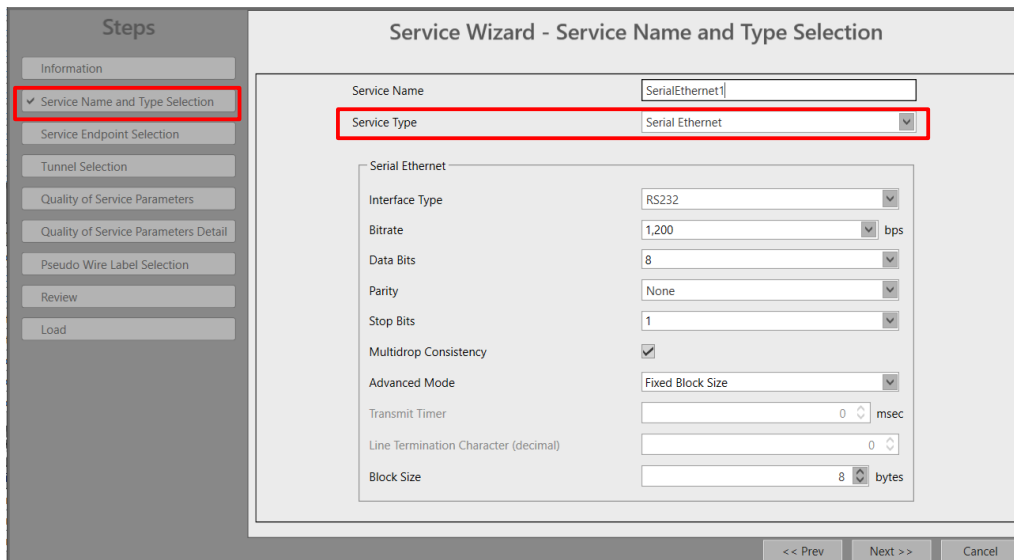 Steps
Information
✔ Service Name and Type Selection
Service Endpoint Selection
Tunnel Selection
Quality of Service Parameters
Quality of Service Parameters Detail
Pseudo Wire Label Selection
Review
Load
Service Wizard - Service Name and Type Selection
Service Name SerialEthernet1
Service Type Serial Ethernet
Serial Ethernet
Interface Type RS232
Bitrate 1,200 bps
Data Bits 8
Parity None
Stop Bits 1
Multidrop Consistency
Advanced Mode Fixed Block Size
Transmit Timer 0 msec
Line Termination Character (decimal) 0
Block Size 8 bytes
<< Prev Next >> Cancel